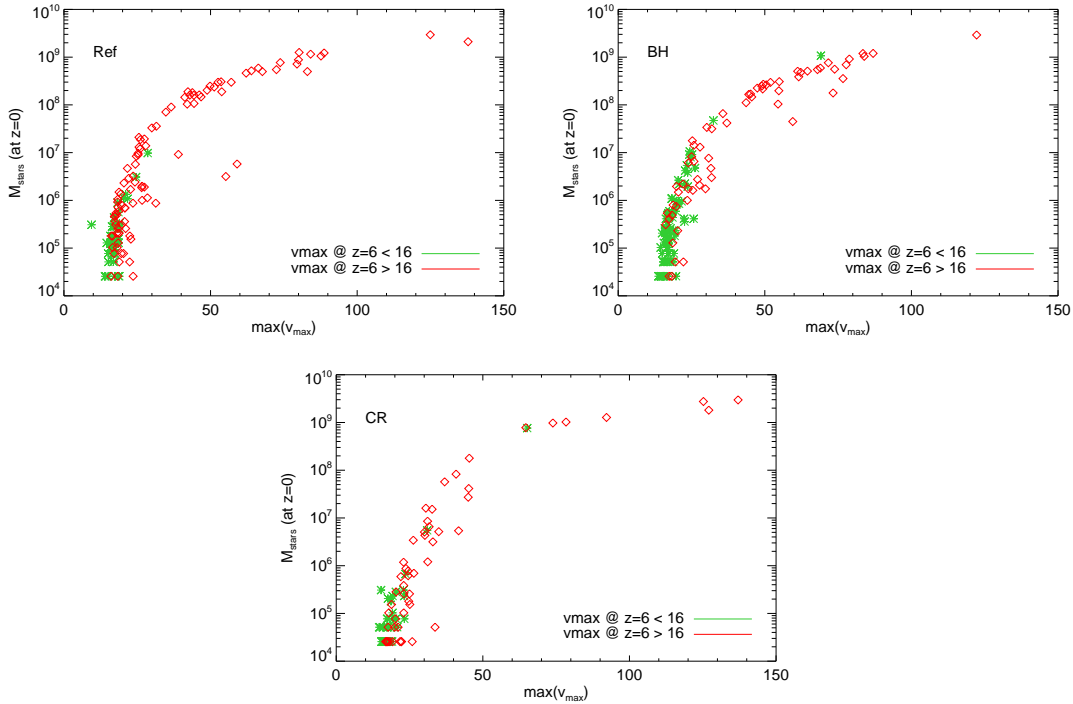 Ref
10^10
10^9
10^8
10^7
10^6
10^5
10^4
M_stars (at z=0)
vmax @ z=6 < 16
vmax @ z=6 > 16
0 50 100 150
max(v_max)
BH
10^10
10^9
10^8
10^7
10^6
10^5
10^4
M_stars (at z=0)
vmax @ z=6 < 16
vmax @ z=6 > 16
0 50 100 150
max(v_max)
CR
10^10
10^9
10^8
10^7
10^6
10^5
10^4
M_stars (at z=0)
vmax @ z=6 < 16
vmax @ z=6 > 16
0 50 100 150
max(v_max)